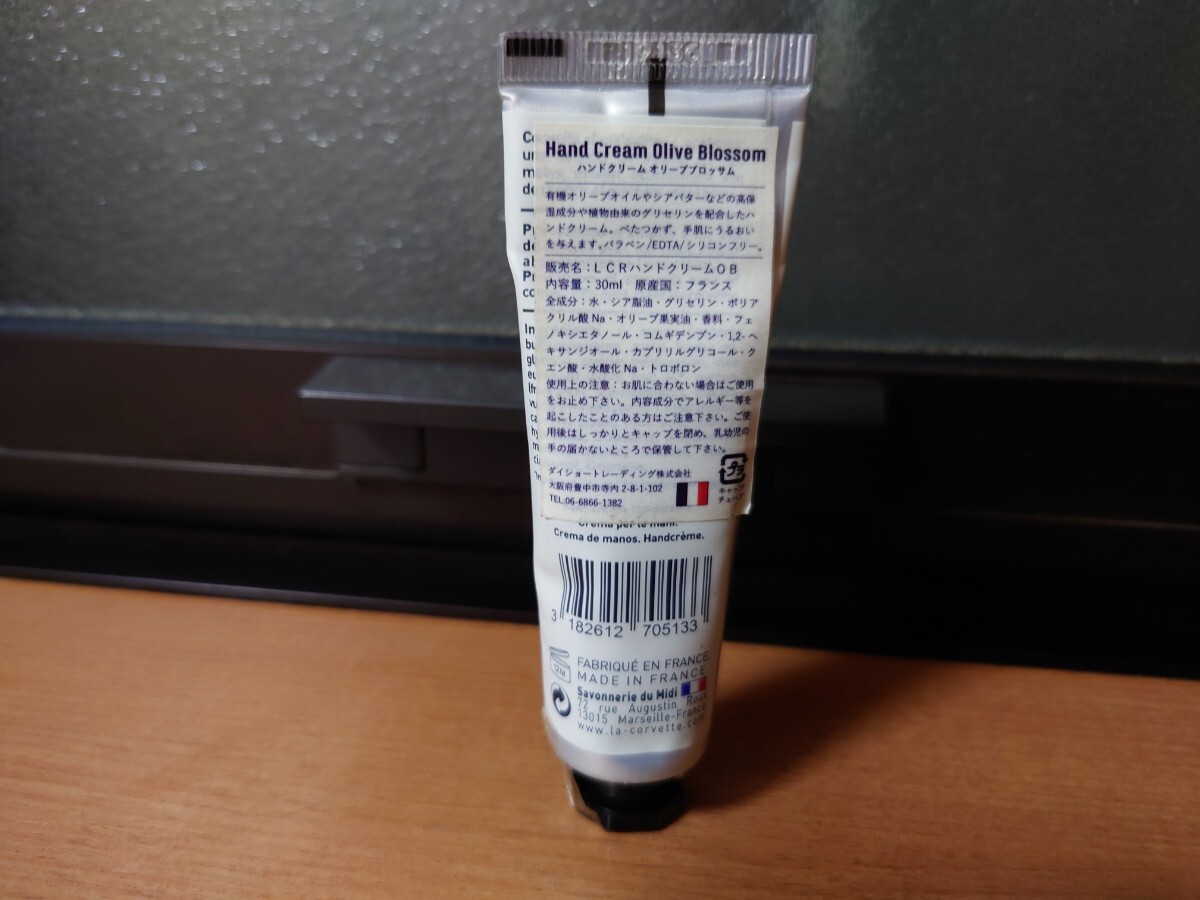 Hand Cream Olive Blossom
ハンドクリーム オリーブブロッサム
有機オリーブオイルやシアバターなどの高保
湿成分や植物由来のグリセリンを配合したハ
ンドクリーム。べたつかず、手肌にうるおい
を与えます。パラベン/EDTA/シリコンフリー。
販売名：LCRハンドクリームOB
内容量：30ml 原産国：フランス
全成分：水・シア脂油・グリセリン・ポリア
クリル酸Na・オリーブ果実油・香料・フェ
ノキシエタノール・コムギデンプン・1,2-ヘ
キサンジオール・カプリリルグリコール・ク
エン酸・水酸化Na・トロポロン
使用上の注意：お肌に合わない場合はご使用
をお止め下さい。内容成分でアレルギー等を
起こしたことのある方はご注意下さい。ご使
用後はしっかりとキャップを閉め、乳幼児の
手の届かないところで保管して下さい。
ダイショートレーディング株式会社
大阪府豊中市寺内2-8-1-102
TEL:06-6866-1382
プラ
Crema per le mani.
Crema de manos. Handcrème.
3 182612 705133
12M
FABRIQUÉ EN FRANCE.
MADE IN FRANCE
Savonnerie du Midi
72 rue Augustin Roux
13015 Marseille-France
www.la-corvette.com